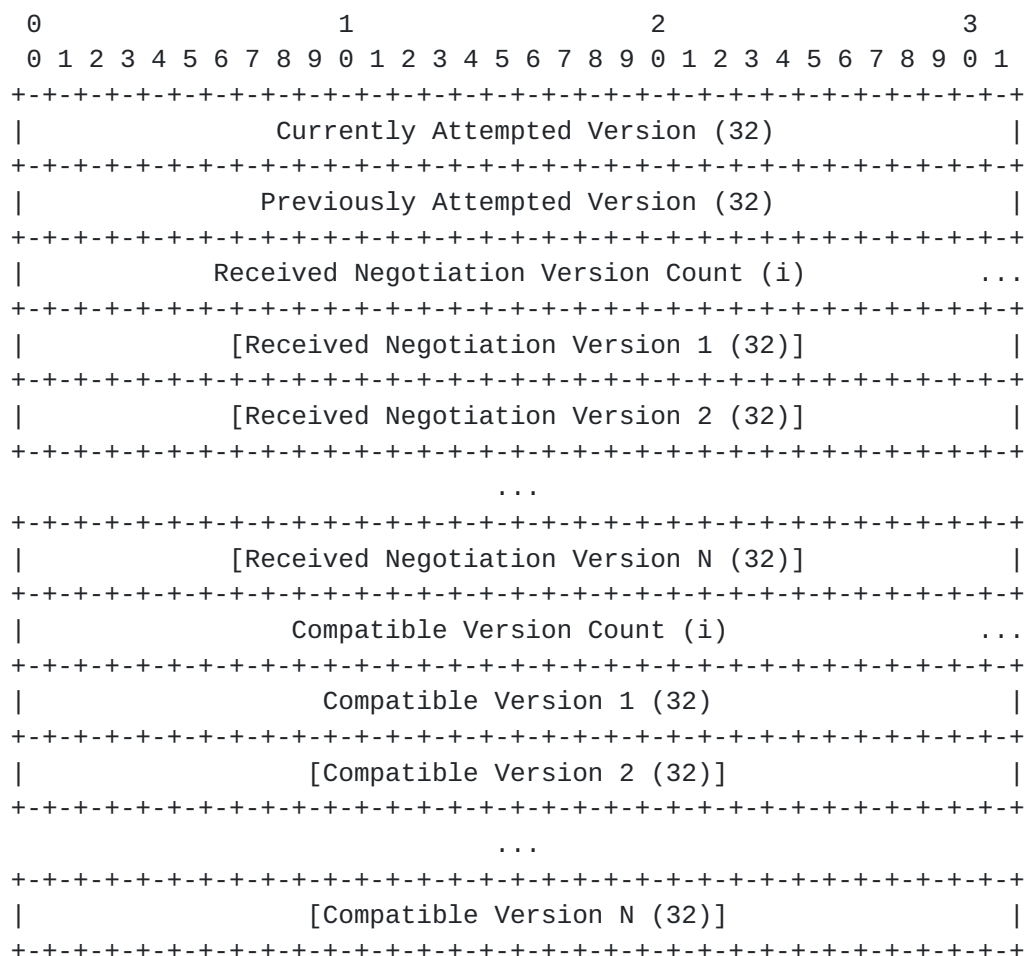 0                   1                   2                   3
 0 1 2 3 4 5 6 7 8 9 0 1 2 3 4 5 6 7 8 9 0 1 2 3 4 5 6 7 8 9 0 1
+-+-+-+-+-+-+-+-+-+-+-+-+-+-+-+-+-+-+-+-+-+-+-+-+-+-+-+-+-+-+-+-+
|                Currently Attempted Version (32)               |
+-+-+-+-+-+-+-+-+-+-+-+-+-+-+-+-+-+-+-+-+-+-+-+-+-+-+-+-+-+-+-+-+
|               Previously Attempted Version (32)               |
+-+-+-+-+-+-+-+-+-+-+-+-+-+-+-+-+-+-+-+-+-+-+-+-+-+-+-+-+-+-+-+-+
|            Received Negotiation Version Count (i)           ...
+-+-+-+-+-+-+-+-+-+-+-+-+-+-+-+-+-+-+-+-+-+-+-+-+-+-+-+-+-+-+-+-+
|             [Received Negotiation Version 1 (32)]             |
+-+-+-+-+-+-+-+-+-+-+-+-+-+-+-+-+-+-+-+-+-+-+-+-+-+-+-+-+-+-+-+-+
|             [Received Negotiation Version 2 (32)]             |
+-+-+-+-+-+-+-+-+-+-+-+-+-+-+-+-+-+-+-+-+-+-+-+-+-+-+-+-+-+-+-+-+
                               ...
+-+-+-+-+-+-+-+-+-+-+-+-+-+-+-+-+-+-+-+-+-+-+-+-+-+-+-+-+-+-+-+-+
|             [Received Negotiation Version N (32)]             |
+-+-+-+-+-+-+-+-+-+-+-+-+-+-+-+-+-+-+-+-+-+-+-+-+-+-+-+-+-+-+-+-+
|                 Compatible Version Count (i)                ...
+-+-+-+-+-+-+-+-+-+-+-+-+-+-+-+-+-+-+-+-+-+-+-+-+-+-+-+-+-+-+-+-+
|                   Compatible Version 1 (32)                   |
+-+-+-+-+-+-+-+-+-+-+-+-+-+-+-+-+-+-+-+-+-+-+-+-+-+-+-+-+-+-+-+-+
|                  [Compatible Version 2 (32)]                  |
+-+-+-+-+-+-+-+-+-+-+-+-+-+-+-+-+-+-+-+-+-+-+-+-+-+-+-+-+-+-+-+-+
                               ...
+-+-+-+-+-+-+-+-+-+-+-+-+-+-+-+-+-+-+-+-+-+-+-+-+-+-+-+-+-+-+-+-+
|                  [Compatible Version N (32)]                  |
+-+-+-+-+-+-+-+-+-+-+-+-+-+-+-+-+-+-+-+-+-+-+-+-+-+-+-+-+-+-+-+-+